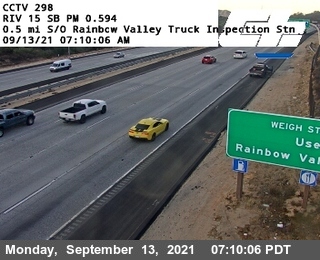 CCTV 298
RIV 15 SB PM 0.594
0.5 mi S/O Rainbow Valley Truck Inspection Stn
09/13/21 07:10:06 AM
WEIGH ST
Use
Rainbow Val
Monday, September 13, 2021 07:10:06 PDT